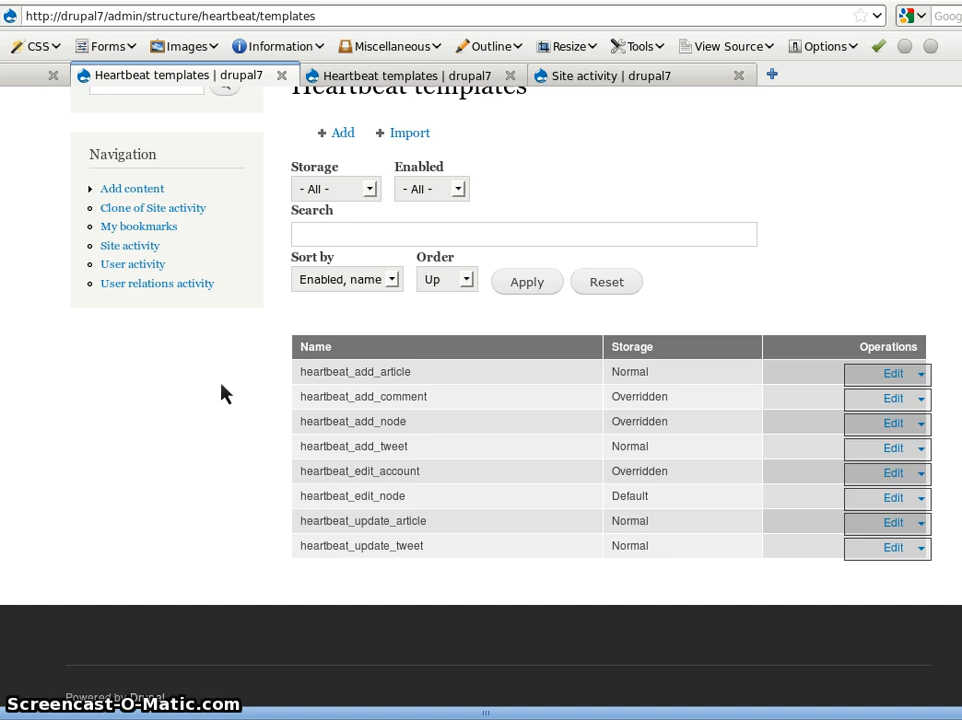 http://drupal7/admin/structure/heartbeat/templates
Goog
CSS Forms Images Information Miscellaneous Outline Resize Tools View Source Options
Heartbeat templates | drupal7 Heartbeat templates | drupal7 Site activity | drupal7
Heartbeat templates
Add Import
Navigation
Add content
Clone of Site activity
My bookmarks
Site activity
User activity
User relations activity
Storage Enabled
- All - - All -
Search
Sort by Order
Enabled, name Up Apply Reset
Name Storage Operations
heartbeat_add_article Normal Edit
heartbeat_add_comment Overridden Edit
heartbeat_add_node Overridden Edit
heartbeat_add_tweet Normal Edit
heartbeat_edit_account Overridden Edit
heartbeat_edit_node Default Edit
heartbeat_update_article Normal Edit
heartbeat_update_tweet Normal Edit
Powered by Drupal
Screencast-O-Matic.com